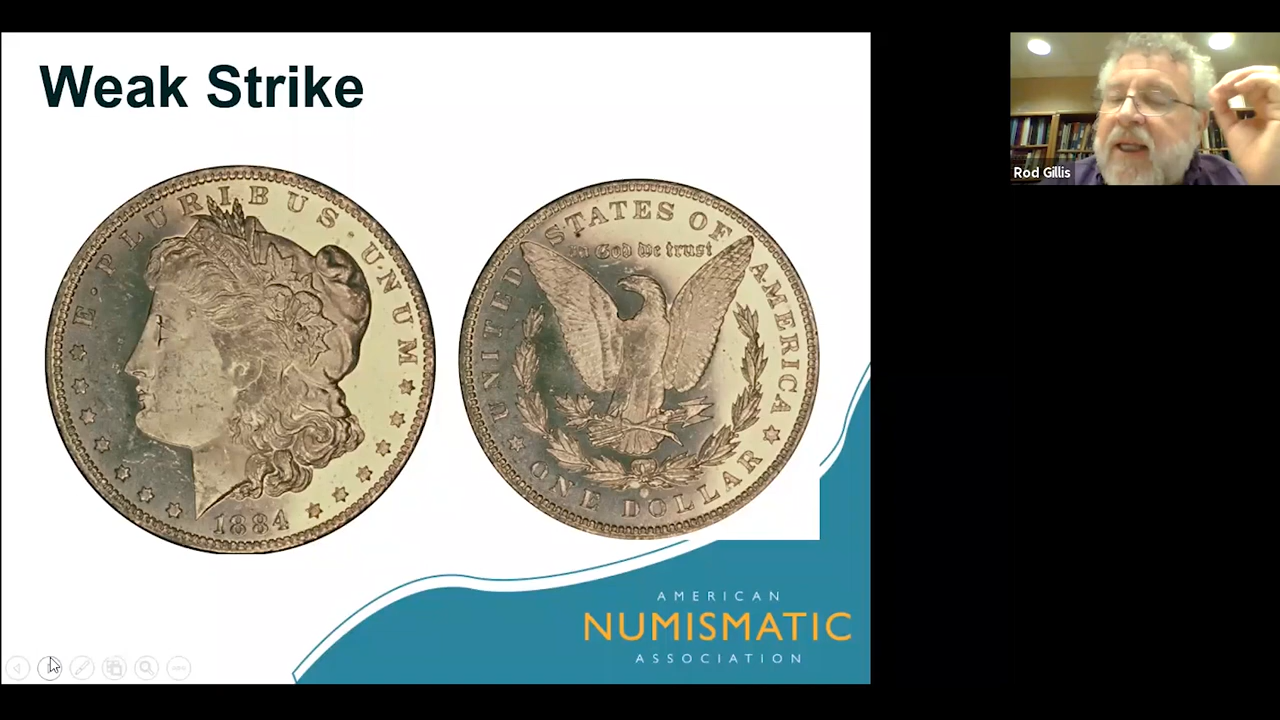 Weak Strike
E·PLURIBUS·UNUM
1884
UNITED STATES OF AMERICA
In God we trust
ONE DOLLAR
AMERICAN
NUMISMATIC
ASSOCIATION
Rod Gillis